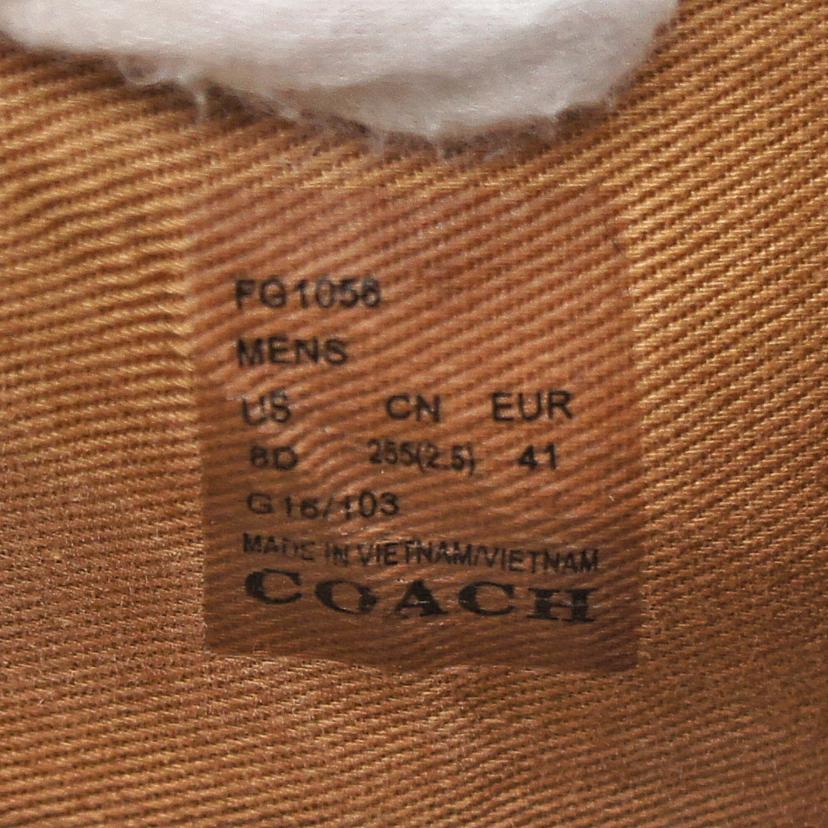 FG1056
MENS
US CN EUR
8D 255(2.5) 41
G16/103
MADE IN VIETNAM/VIETNAM
COACH